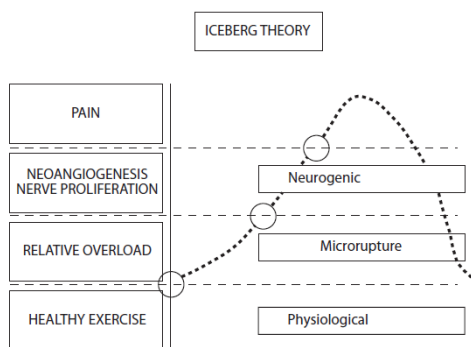 ICEBERG THEORY
PAIN
NEOANGIOGENESIS
NERVE PROLIFERATION
Neurogenic
RELATIVE OVERLOAD
Microrupture
HEALTHY EXERCISE
Physiological